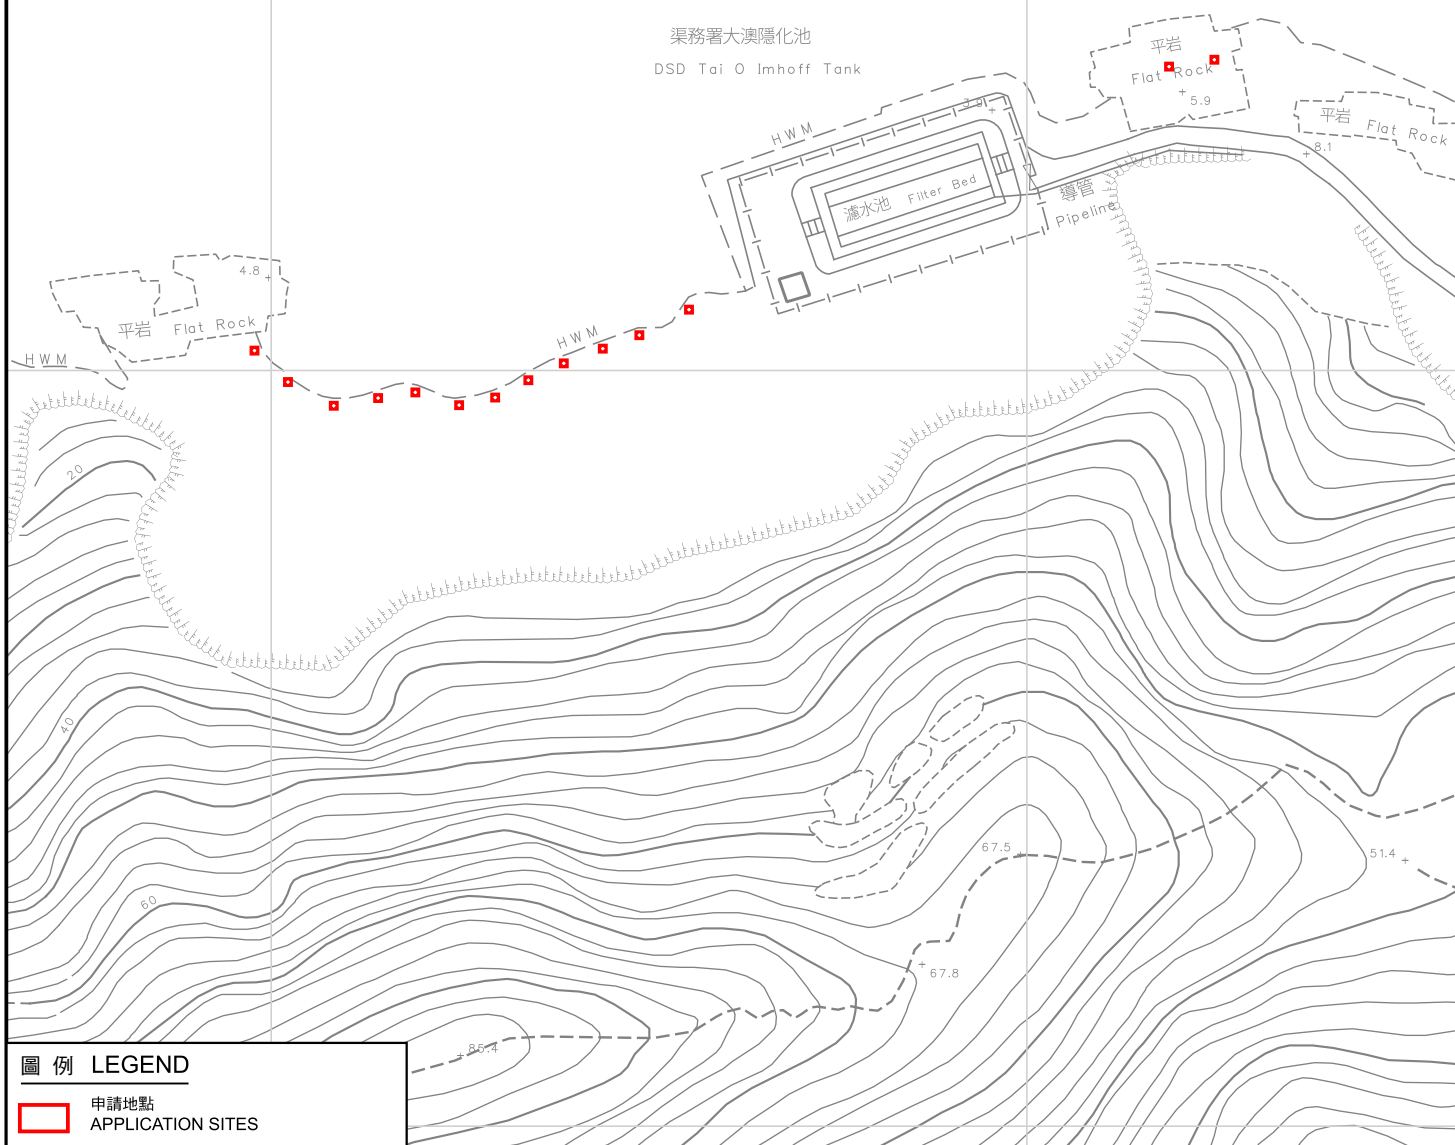 渠務署大澳隱化池
DSD Tai O Imhoff Tank
平岩
Flat Rock
5.9
平岩
Flat Rock
8.1
3.9
HWM
濾水池 Filter Bed
導管
Pipeline
4.8
平岩 Flat Rock
HWM
HWM
20
40
60
67.5
51.4
67.8
85.4
圖 例 LEGEND
申請地點
APPLICATION SITES